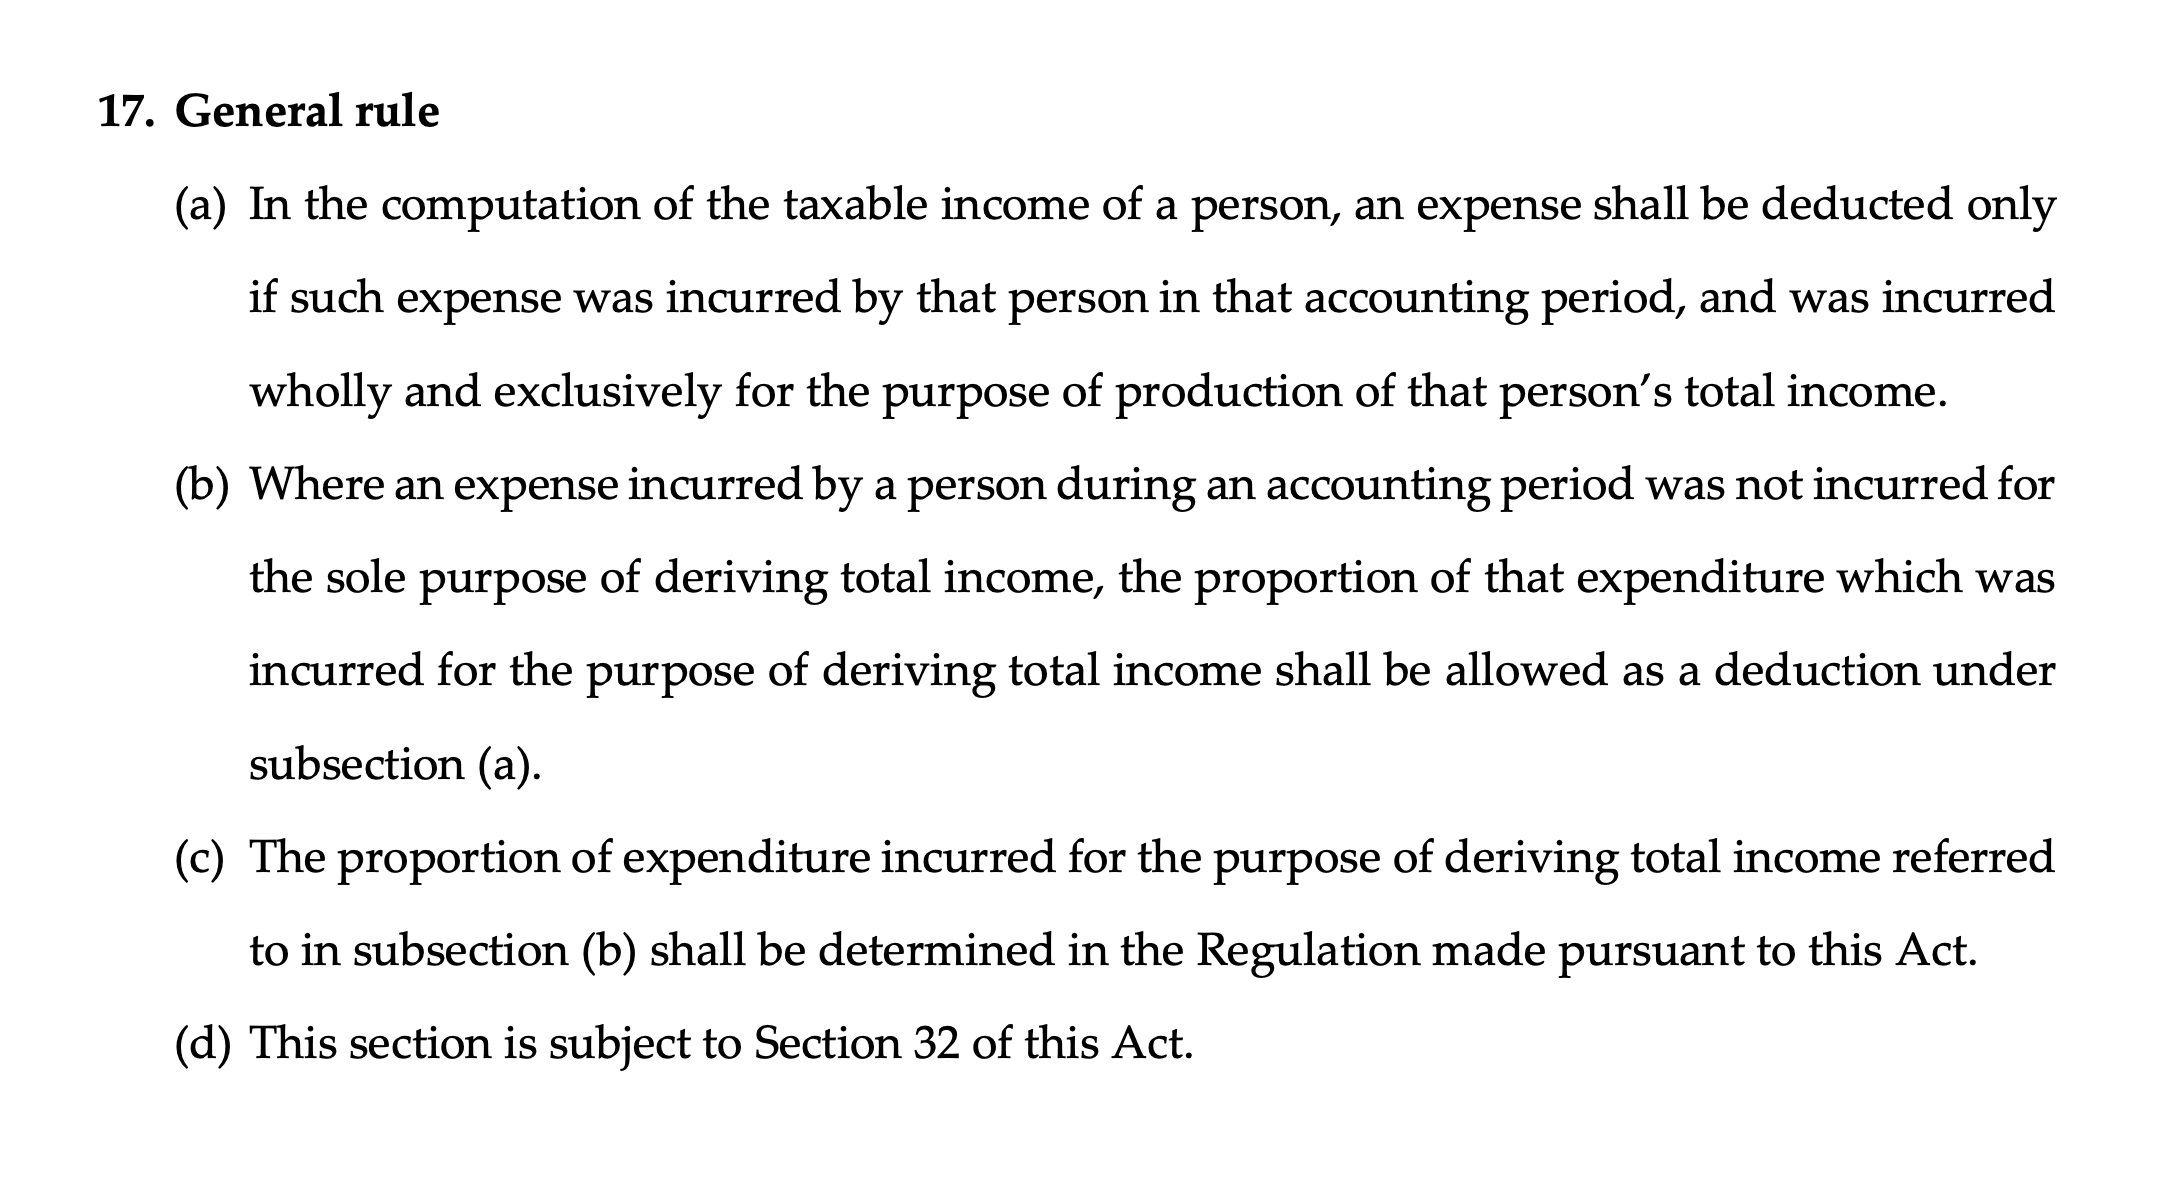 17. General rule
(a) In the computation of the taxable income of a person, an expense shall be deducted only
if such expense was incurred by that person in that accounting period, and was incurred
wholly and exclusively for the purpose of production of that person’s total income.
(b) Where an expense incurred by a person during an accounting period was not incurred for
the sole purpose of deriving total income, the proportion of that expenditure which was
incurred for the purpose of deriving total income shall be allowed as a deduction under
subsection (a).
(c) The proportion of expenditure incurred for the purpose of deriving total income referred
to in subsection (b) shall be determined in the Regulation made pursuant to this Act.
(d) This section is subject to Section 32 of this Act.